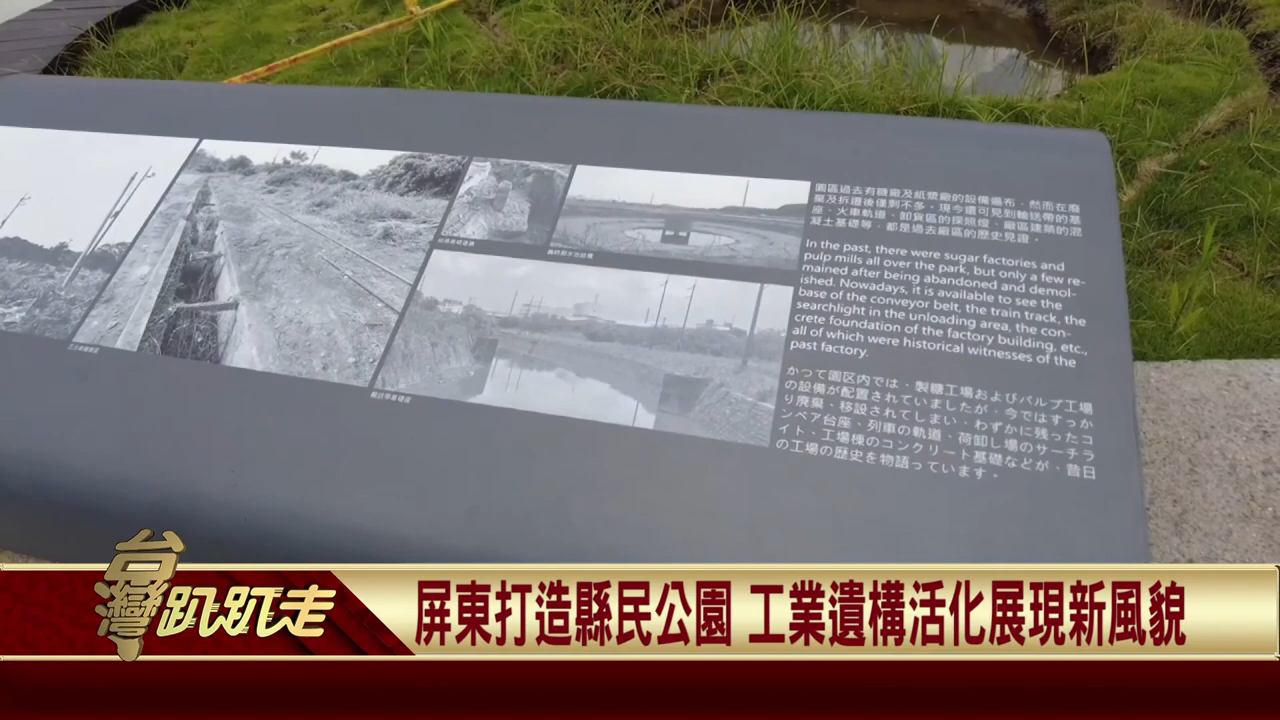 園區過去有糖廠及紙漿廠的設備遍布，然而在廢
棄及拆遷後僅剩不多，現今還可見到輸送帶的基
座、火車軌道、卸貨區的探照燈、廠區建築的混
凝土基礎等，都是過去廠區的歷史見證。
In the past, there were sugar factories and
pulp mills all over the park, but only a few re-
mained after being abandoned and demol-
ished. Nowadays, it is available to see the
base of the conveyor belt, the train track, the
searchlight in the unloading area, the con-
crete foundation of the factory building, etc.,
all of which were historical witnesses of the
past factory.
かつて園区内では、製糖工場およびパルプ工場
の設備が配置されていましたが、今ではすっか
り廃棄、移設されてしまい、わずかに残ったコ
ンベア台座、列車の軌道、荷卸し場のサーチラ
イト、工場棟のコンクリート基礎などが、昔日
の工場の歴史を物語っています。
台灣趴趴走
屏東打造縣民公園 工業遺構活化展現新風貌